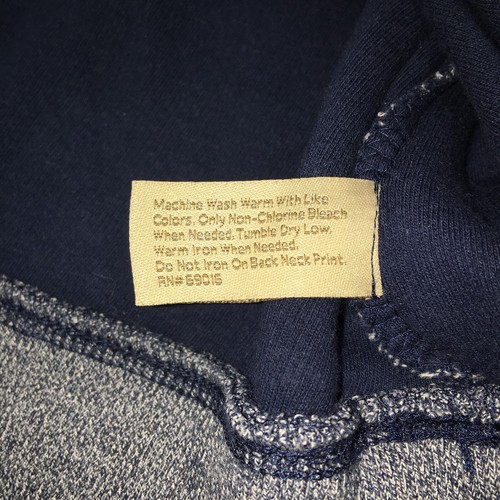 Machine Wash Warm With Like
Colors. Only Non-Chlorine Bleach
When Needed. Tumble Dry Low.
Warm Iron When Needed.
Do Not Iron On Back Neck Print.
RN# 69016